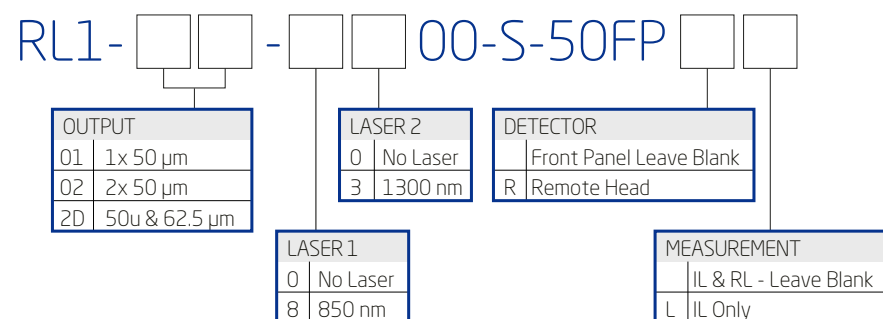 RL1- - 00-S-50FP
OUTPUT
01 1x 50 µm
02 2x 50 µm
2D 50u & 62.5 µm
LASER 2
0 No Laser
3 1300 nm
DETECTOR
Front Panel Leave Blank
R Remote Head
LASER 1
0 No Laser
8 850 nm
MEASUREMENT
IL & RL - Leave Blank
L IL Only